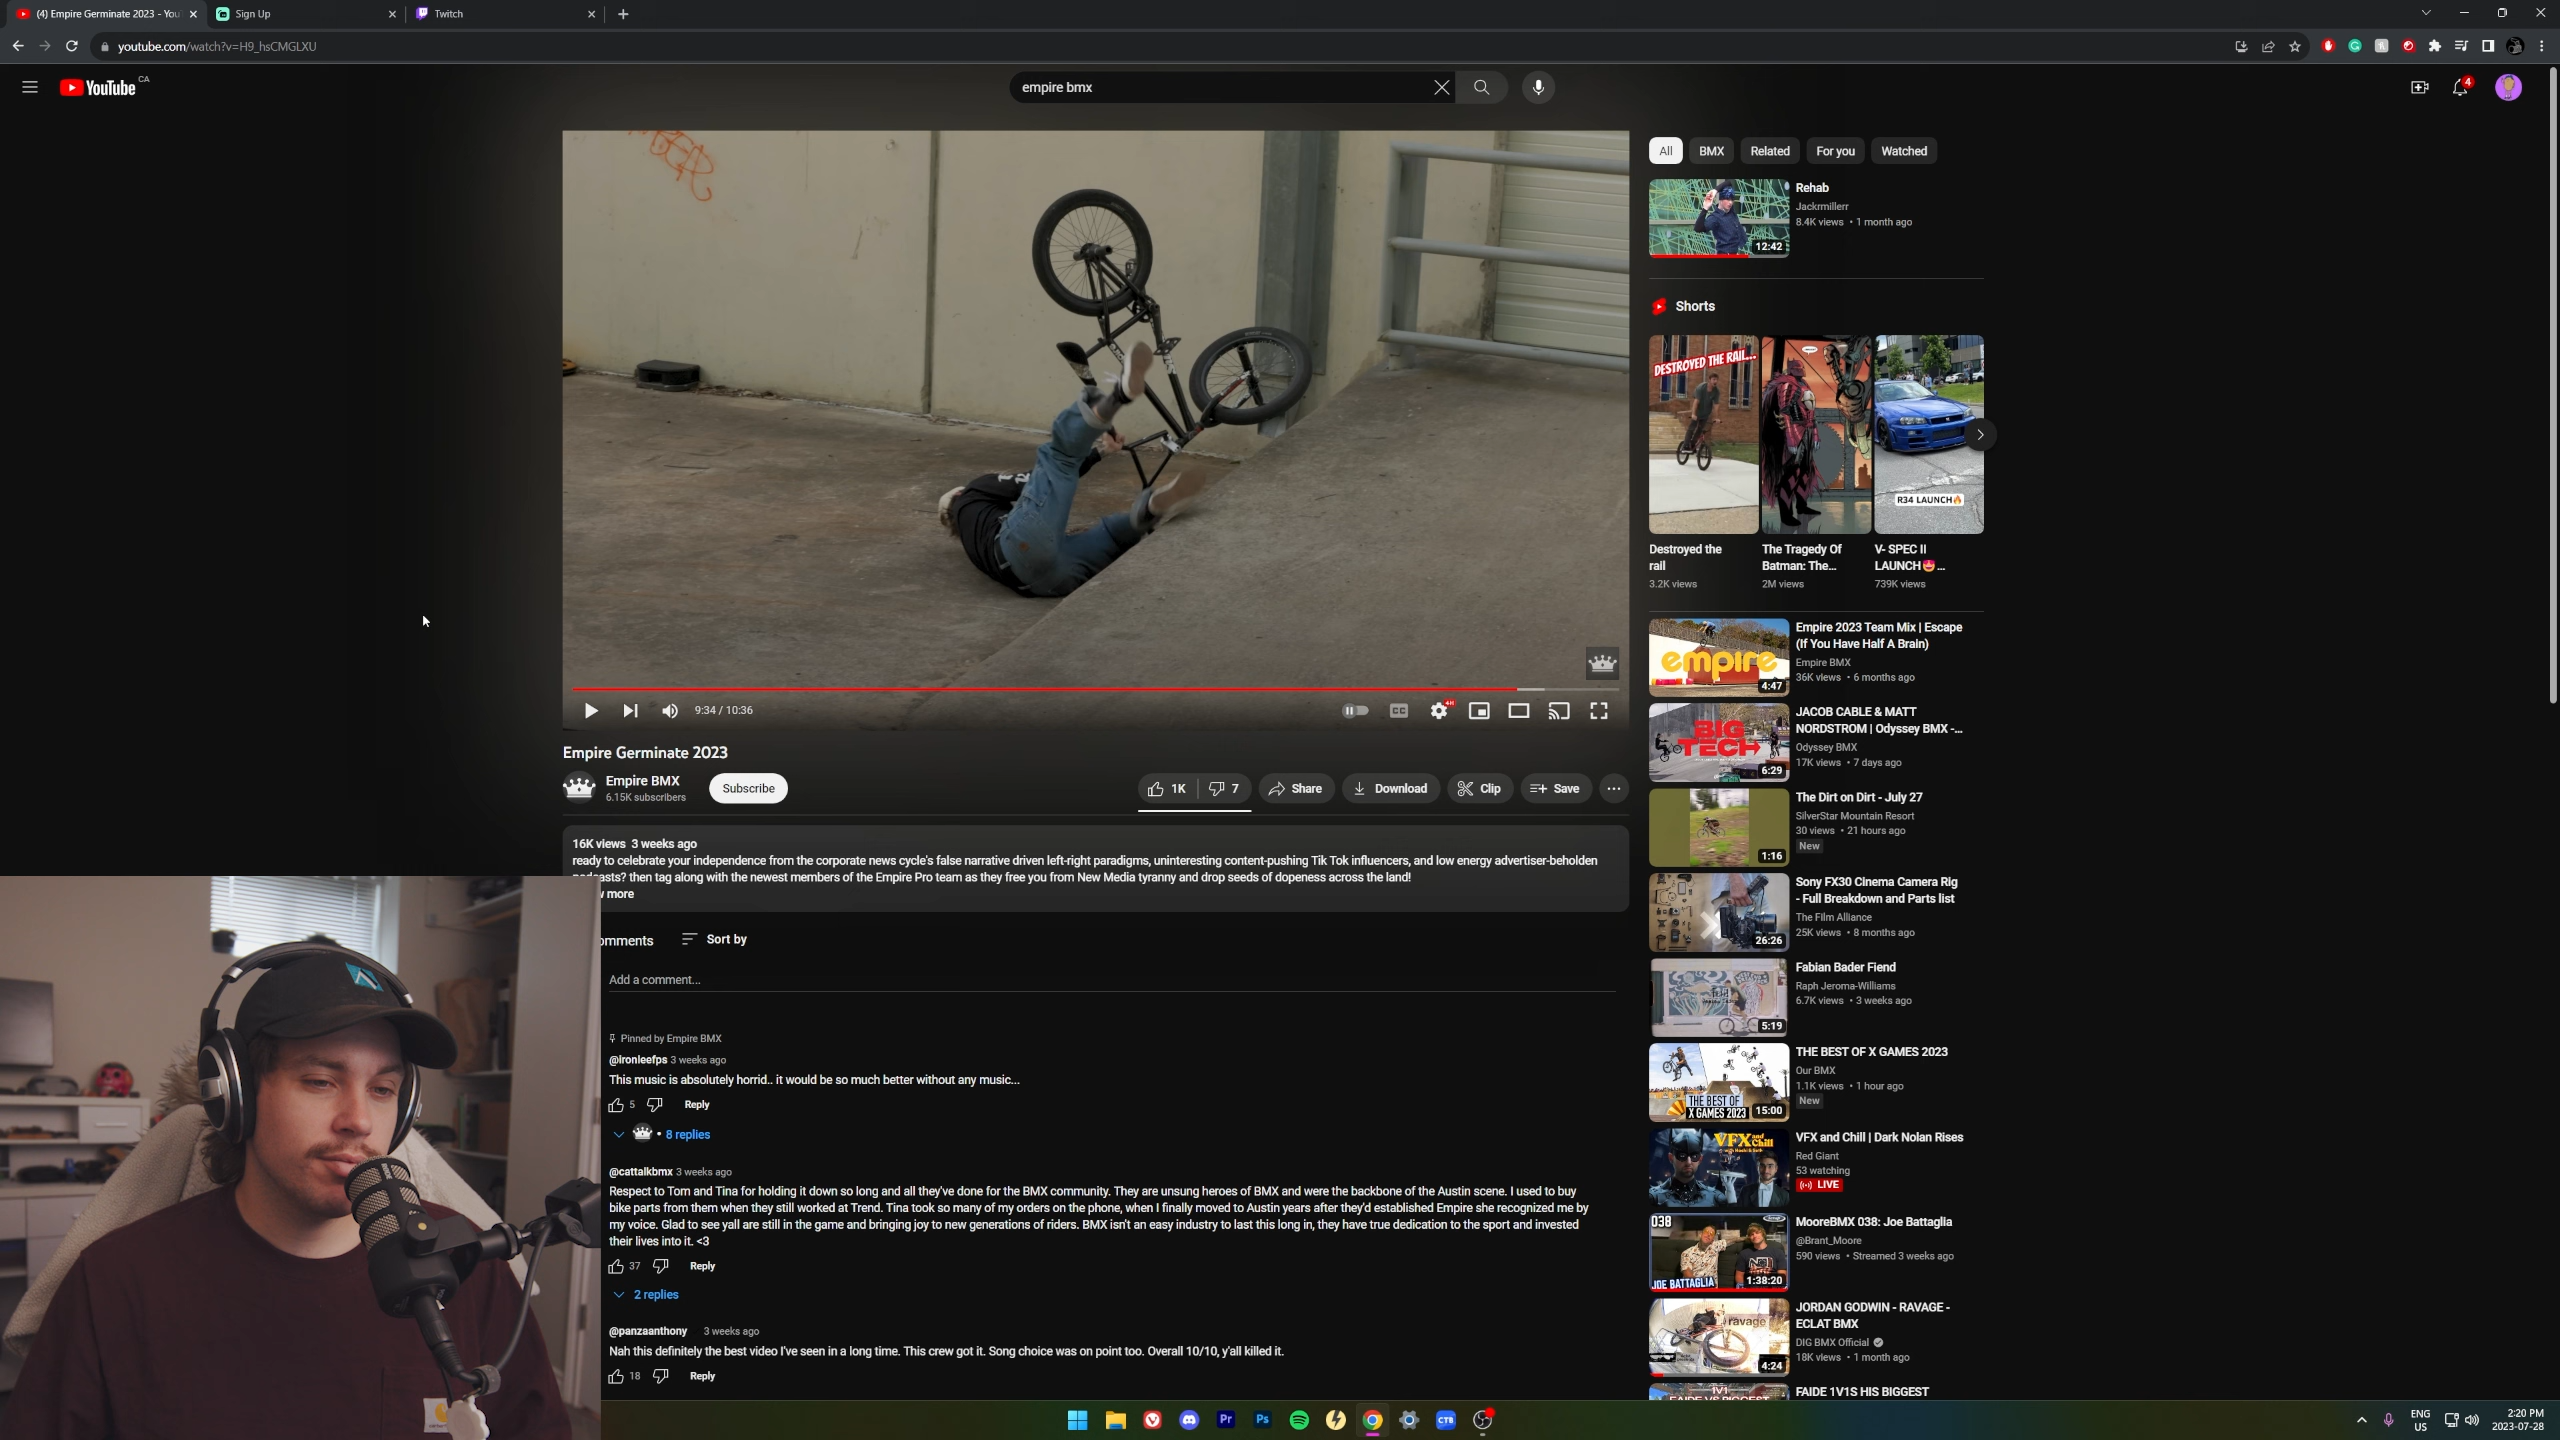 (4) Empire Germinate 2023 - You
Sign Up
Twitch
youtube.com/watch?v=H9_hsCMGLXU
YouTube CA
empire bmx
4
9:34 / 10:36
CC
Empire Germinate 2023
Empire BMX
6.15K subscribers
Subscribe
1K
7
Share
Download
Clip
Save
16K views 3 weeks ago
ready to celebrate your independence from the corporate news cycle's false narrative driven left-right paradigms, uninteresting content-pushing Tik Tok influencers, and low energy advertiser-beholden
podcasts? then tag along with the newest members of the Empire Pro team as they free you from New Media tyranny and drop seeds of dopeness across the land!
w more
omments
Sort by
Add a comment...
Pinned by Empire BMX
@ironleefps 3 weeks ago
This music is absolutely horrid.. it would be so much better without any music...
5
Reply
8 replies
@cattalkbmx 3 weeks ago
Respect to Tom and Tina for holding it down so long and all they've done for the BMX community. They are unsung heroes of BMX and were the backbone of the Austin scene. I used to buy
bike parts from them when they still worked at Trend. Tina took so many of my orders on the phone, when I finally moved to Austin years after they'd established Empire she recognized me by
my voice. Glad to see yall are still in the game and bringing joy to new generations of riders. BMX isn't an easy industry to last this long in, they have true dedication to the sport and invested
their lives into it. <3
37
Reply
2 replies
@panzaanthony 3 weeks ago
Nah this definitely the best video I've seen in a long time. This crew got it. Song choice was on point too. Overall 10/10, y'all killed it.
18
Reply
All
BMX
Related
For you
Watched
12:42
Rehab
Jackrmillerr
8.4K views • 1 month ago
Shorts
DESTROYED THE RAIL...
R34 LAUNCH🔥
Destroyed the
rail
3.2K views
The Tragedy Of
Batman: The...
2M views
V- SPEC II
LAUNCH😍...
739K views
empire
4:47
Empire 2023 Team Mix | Escape
(If You Have Half A Brain)
Empire BMX
36K views • 6 months ago
BIG
TECH
6:29
JACOB CABLE & MATT
NORDSTROM | Odyssey BMX -...
Odyssey BMX
17K views • 7 days ago
1:16
The Dirt on Dirt - July 27
SilverStar Mountain Resort
30 views • 21 hours ago
New
26:26
Sony FX30 Cinema Camera Rig
- Full Breakdown and Parts list
The Film Alliance
25K views • 8 months ago
5:19
Fabian Bader Fiend
Raph Jeroma-Williams
6.7K views • 3 weeks ago
THE BEST OF
X GAMES 2023
15:00
THE BEST OF X GAMES 2023
Our BMX
1.1K views • 1 hour ago
New
VFX and Chill
VFX and Chill | Dark Nolan Rises
Red Giant
53 watching
LIVE
038
JOE BATTAGLIA
1:38:20
MooreBMX 038: Joe Battaglia
@Brant_Moore
590 views • Streamed 3 weeks ago
ravage
4:24
JORDAN GODWIN - RAVAGE -
ECLAT BMX
DIG BMX Official
18K views • 1 month ago
1V1
FAIDE 1V1S HIS BIGGEST
Pr
Ps
CTB
ENG
US
2:20 PM
2023-07-28